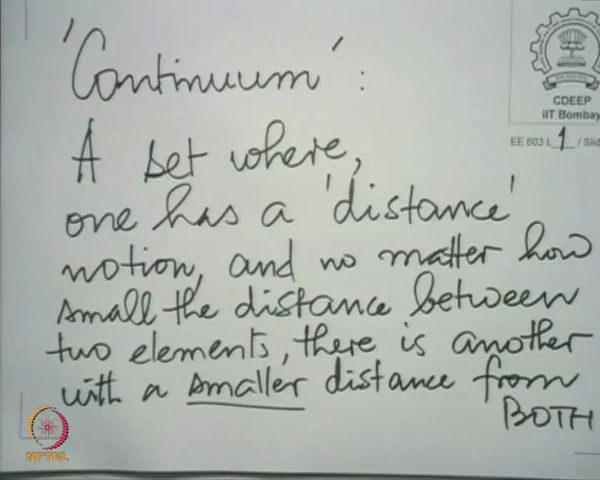 'Continuum' :
CDEEP
IIT Bombay
EE 603 L 1 / Slid
A set where,
one has a 'distance'
notion, and no matter how
small the distance between
two elements, there is another
with a smaller distance from
BOTH
NPTEL